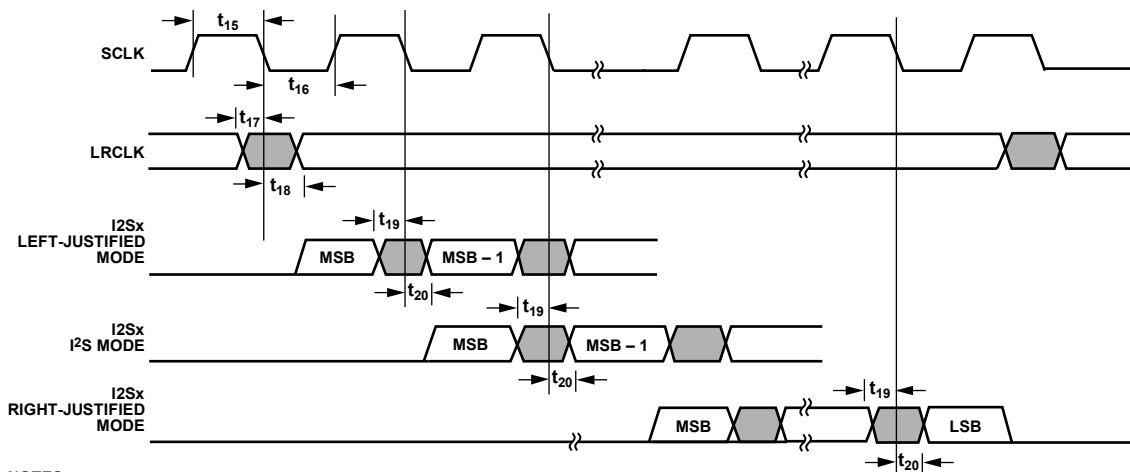 t15
SCLK
t16
t17
LRCLK
t18
I2Sx
LEFT-JUSTIFIED
MODE
t19
MSB
MSB – 1
t20
I2Sx
I2S MODE
t19
MSB
MSB – 1
t20
I2Sx
RIGHT-JUSTIFIED
MODE
t19
MSB
LSB
t20